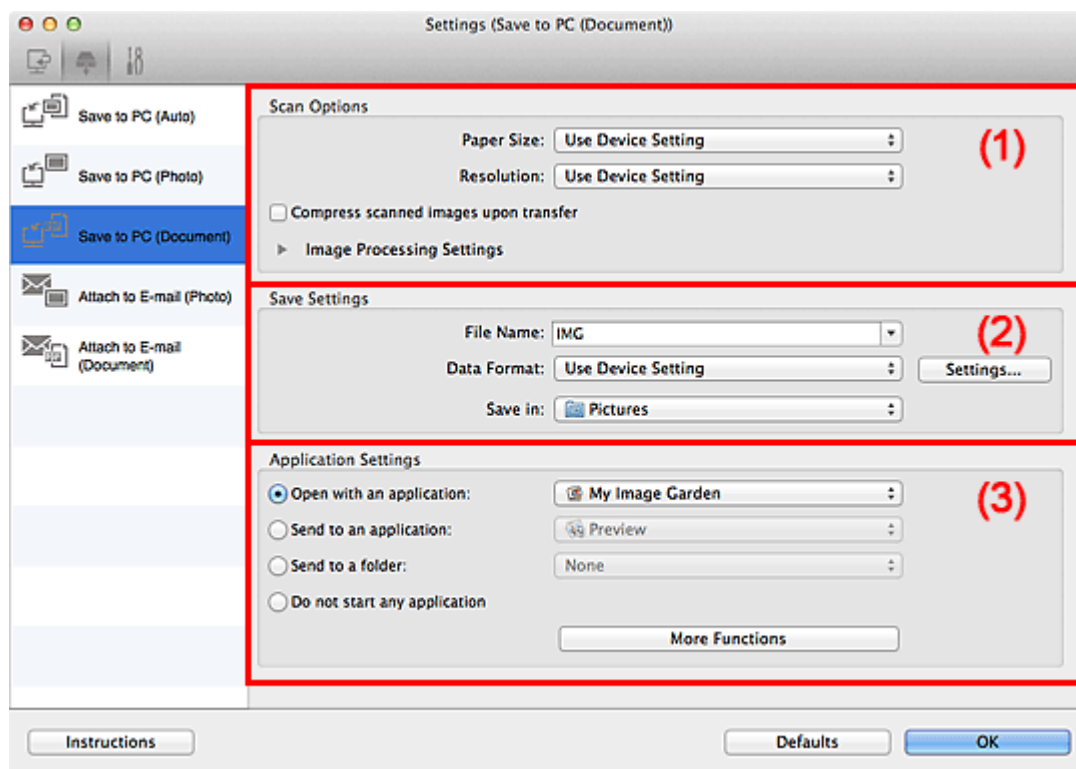 Settings (Save to PC (Document))
Save to PC (Auto)
Save to PC (Photo)
Save to PC (Document)
Attach to E-mail (Photo)
Attach to E-mail
(Document)
Scan Options
(1)
Paper Size: Use Device Setting
Resolution: Use Device Setting
Compress scanned images upon transfer
Image Processing Settings
Save Settings
(2)
File Name: IMG
Data Format: Use Device Setting Settings...
Save in: Pictures
Application Settings
(3)
Open with an application: My Image Garden
Send to an application: Preview
Send to a folder: None
Do not start any application
More Functions
Instructions Defaults OK